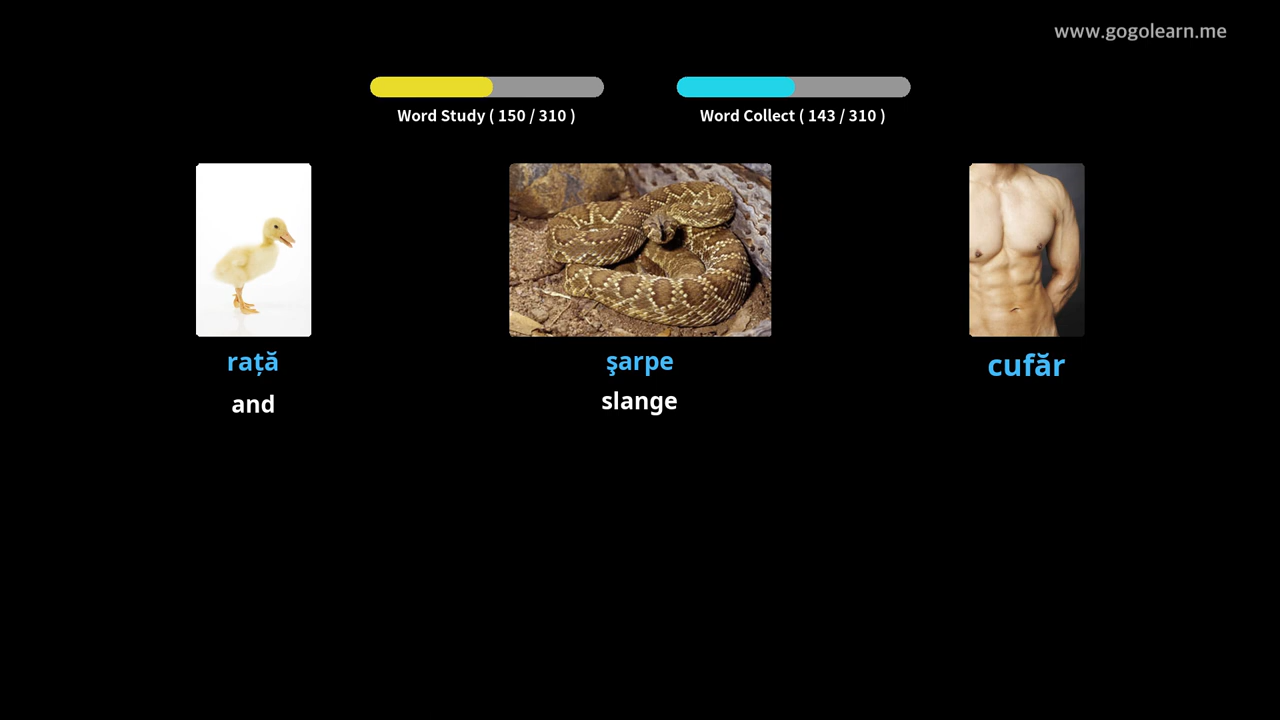 www.gogolearn.me
Word Study ( 150 / 310 )
Word Collect ( 143 / 310 )
rață
and
şarpe
slange
cufăr